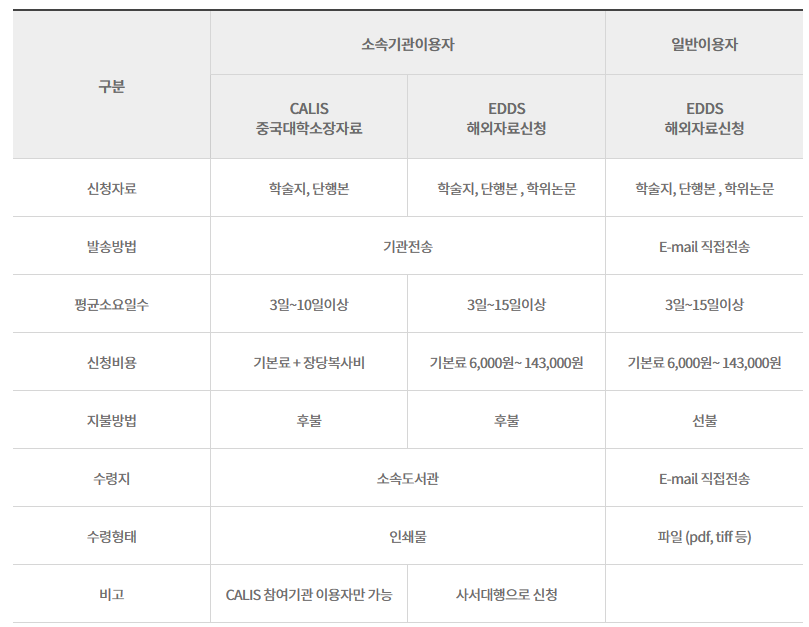 구분
소속기관이용자
일반이용자
CALIS
중국대학소장자료
EDDS
해외자료신청
EDDS
해외자료신청
신청자료
학술지, 단행본
학술지, 단행본 , 학위논문
학술지, 단행본 , 학위논문
발송방법
기관전송
E-mail 직접전송
평균소요일수
3일~10일이상
3일~15일이상
3일~15일이상
신청비용
기본료 + 장당복사비
기본료 6,000원~ 143,000원
기본료 6,000원~ 143,000원
지불방법
후불
후불
선불
수령지
소속도서관
E-mail 직접전송
수령형태
인쇄물
파일 (pdf, tiff 등)
비고
CALIS 참여기관 이용자만 가능
사서대행으로 신청